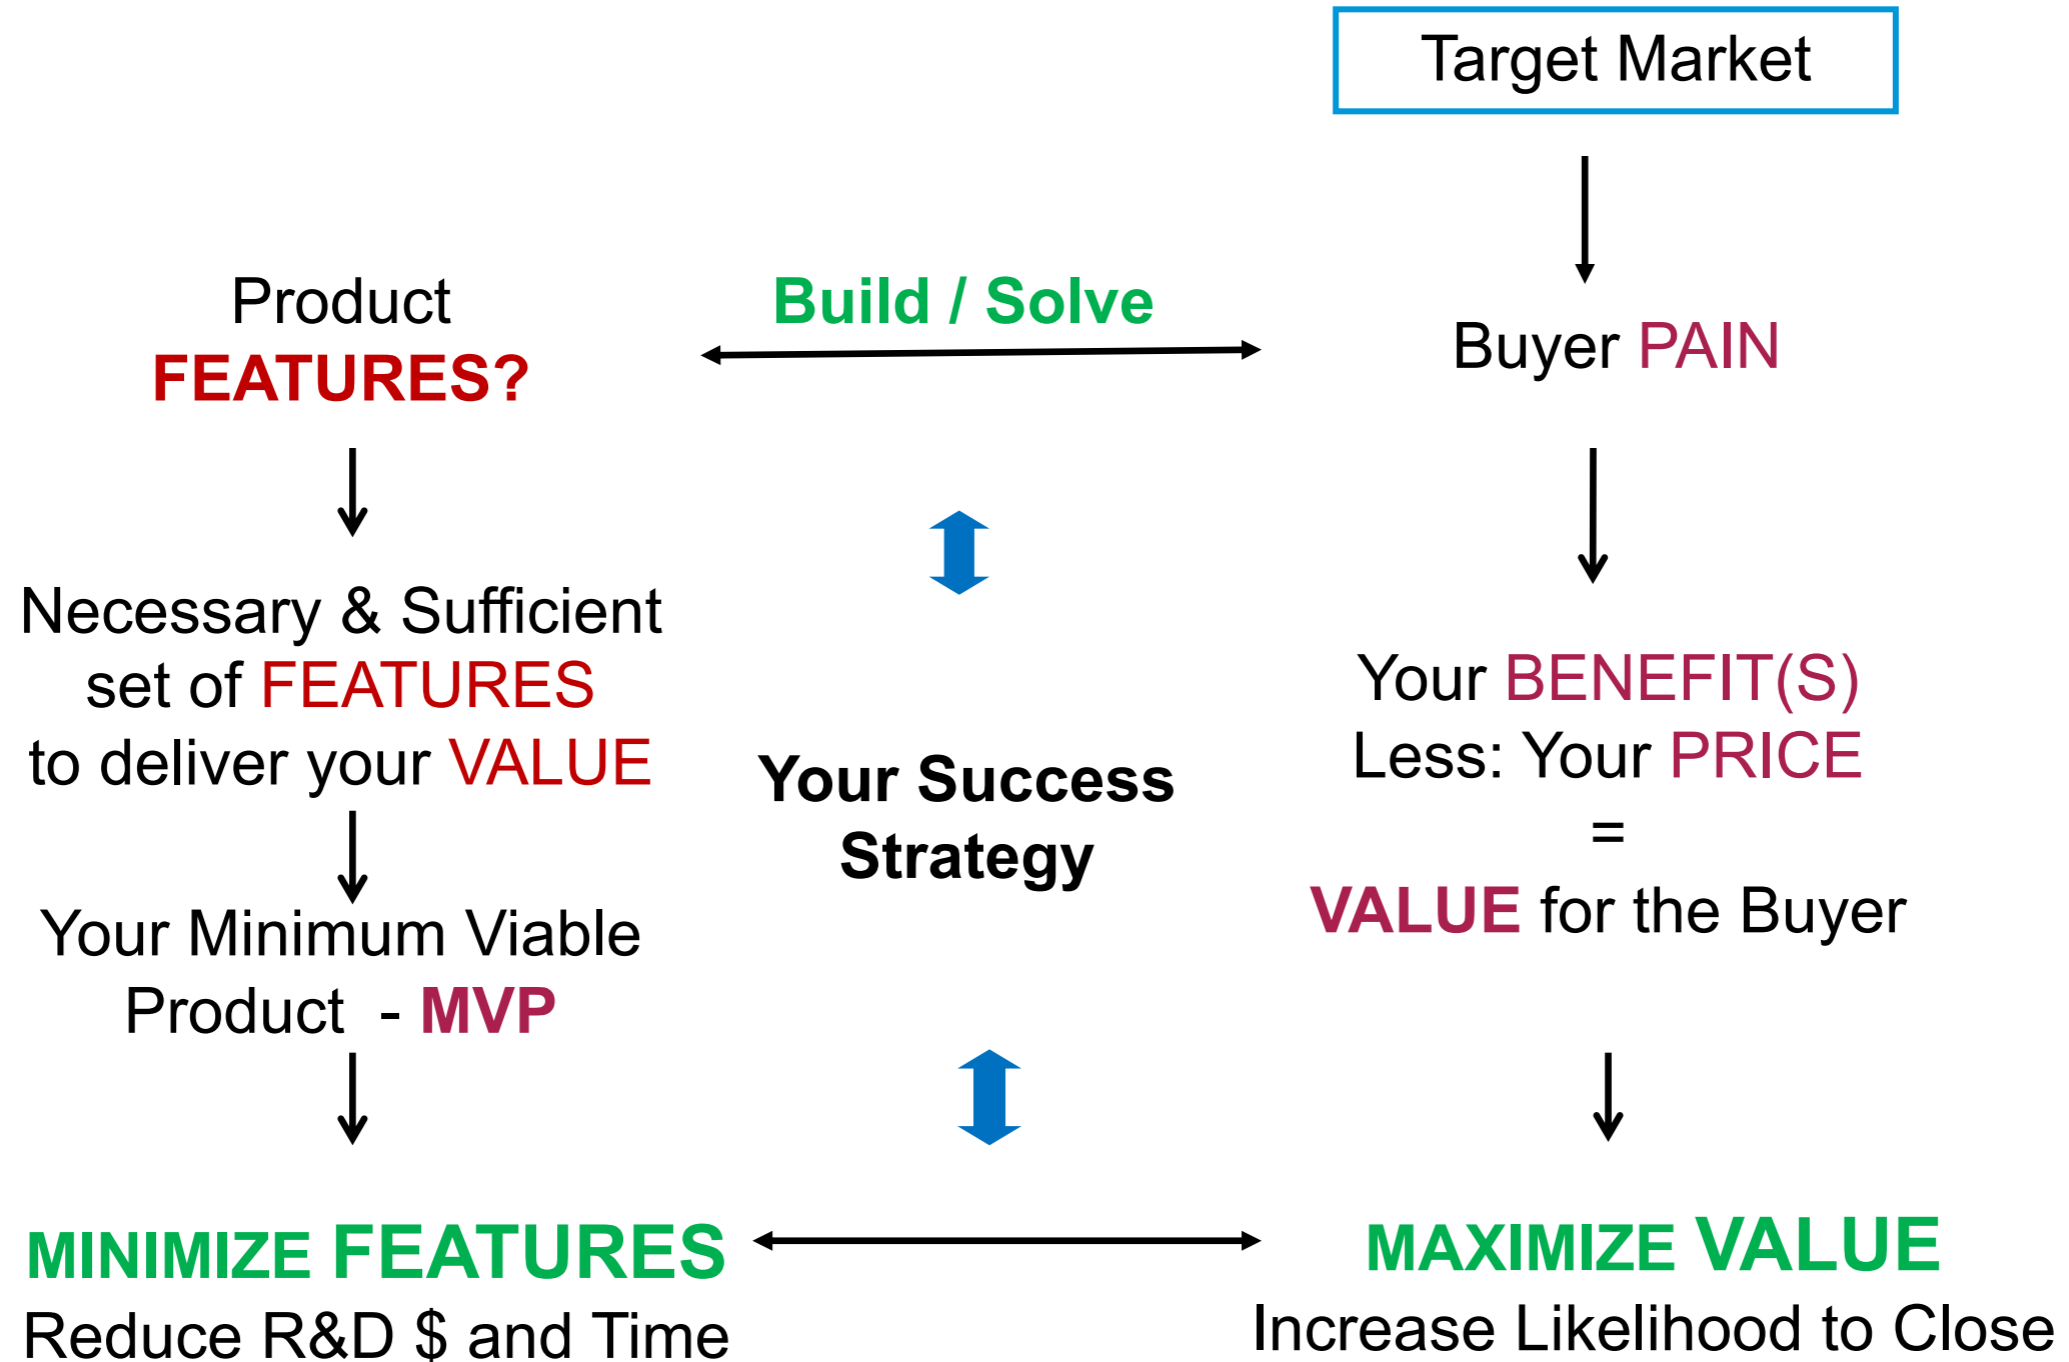 Target Market
Product
FEATURES?
Build / Solve
Buyer PAIN
Necessary & Sufficient
set of FEATURES
to deliver your VALUE
Your Success
Strategy
Your BENEFIT(S)
Less: Your PRICE
=
VALUE for the Buyer
Your Minimum Viable
Product - MVP
MINIMIZE FEATURES
Reduce R&D $ and Time
MAXIMIZE VALUE
Increase Likelihood to Close